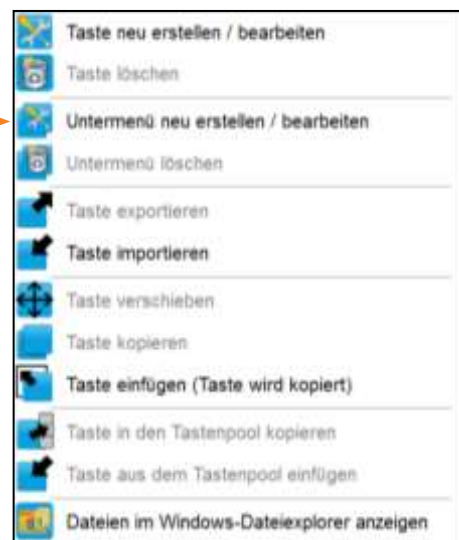 Taste neu erstellen / bearbeiten
Taste löschen
Untermenü neu erstellen / bearbeiten
Untermenü löschen
Taste exportieren
Taste importieren
Taste verschieben
Taste kopieren
Taste einfügen (Taste wird kopiert)
Taste in den Tastenpool kopieren
Taste aus dem Tastenpool einfügen
Dateien im Windows-Dateiexplorer anzeigen